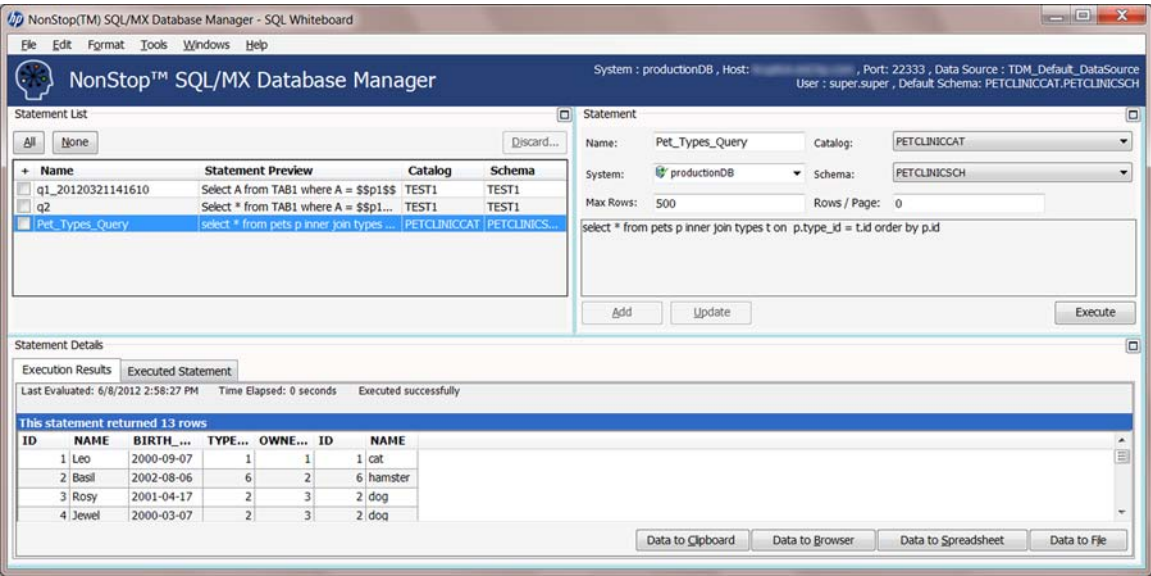 NonStop(TM) SQL/MX Database Manager - SQL Whiteboard
File Edit Format Tools Windows Help
NonStop™ SQL/MX Database Manager
System : productionDB , Host: , Port: 22333 , Data Source : TDM_Default_DataSource
User : super.super , Default Schema: PETCLINICCAT.PETCLINICSCH
Statement List
All None Discard...
+ Name Statement Preview Catalog Schema
q1_20120321141610 Select A from TAB1 where A = $$p1$$ TEST1 TEST1
q2 Select * from TAB1 where A = $$p1... TEST1 TEST1
Pet_Types_Query select * from pets p inner join types ... PETCLINICCAT PETCLINICS...
Statement
Name: Pet_Types_Query Catalog: PETCLINICCAT
System: productionDB Schema: PETCLINICSCH
Max Rows: 500 Rows / Page: 0
select * from pets p inner join types t on p.type_id = t.id order by p.id
Add Update Execute
Statement Details
Execution Results Executed Statement
Last Evaluated: 6/8/2012 2:58:27 PM Time Elapsed: 0 seconds Executed successfully
This statement returned 13 rows
ID NAME BIRTH_... TYPE... OWNE... ID NAME
1 Leo 2000-09-07 1 1 1 cat
2 Basil 2002-08-06 6 2 6 hamster
3 Rosy 2001-04-17 2 3 2 dog
4 Jewel 2000-03-07 2 3 2 dog
Data to Clipboard Data to Browser Data to Spreadsheet Data to File